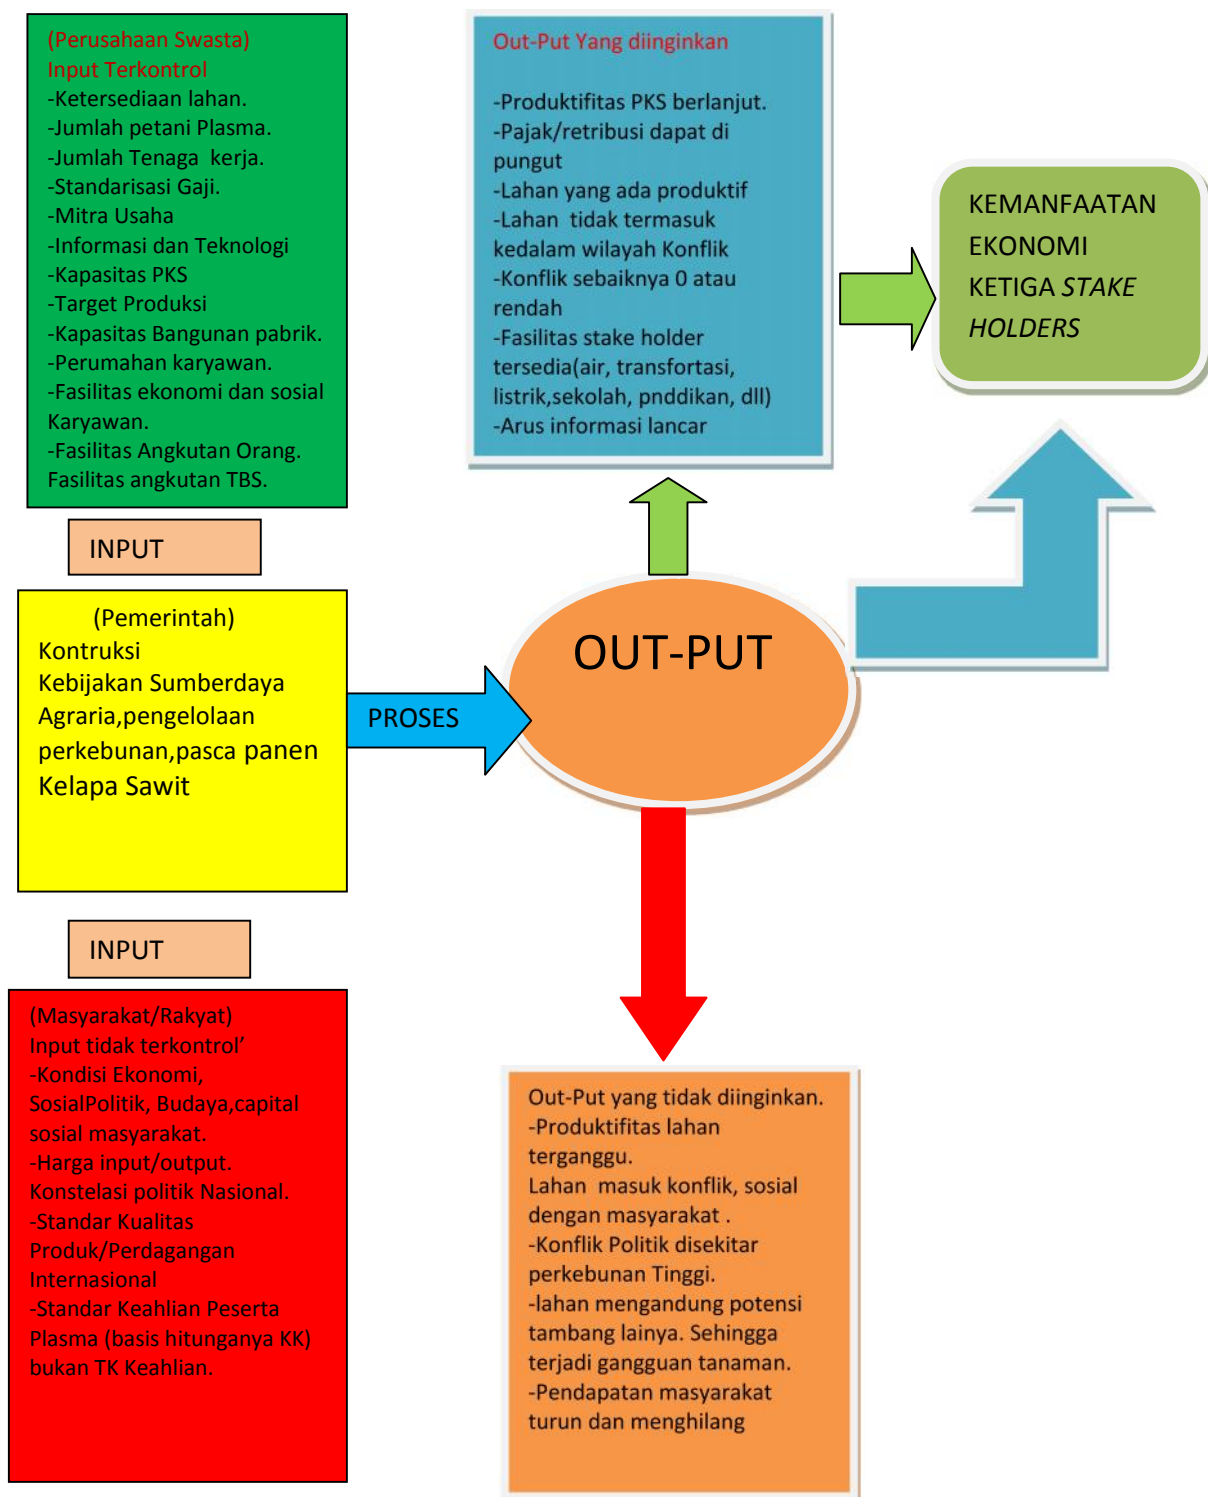 (Perusahaan Swasta)
Input Terkontrol
-Ketersediaan lahan.
-Jumlah petani Plasma.
-Jumlah Tenaga kerja.
-Standarisasi Gaji.
-Mitra Usaha
-Informasi dan Teknologi
-Kapasitas PKS
-Target Produksi
-Kapasitas Bangunan pabrik.
-Perumahan karyawan.
-Fasilitas ekonomi dan sosial
Karyawan.
-Fasilitas Angkutan Orang.
Fasilitas angkutan TBS.
INPUT
(Pemerintah)
Kontruksi
Kebijakan Sumberdaya
Agraria,pengelolaan
perkebunan,pasca panen
Kelapa Sawit
INPUT
(Masyarakat/Rakyat)
Input tidak terkontrol’
-Kondisi Ekonomi,
SosialPolitik, Budaya,capital
sosial masyarakat.
-Harga input/output.
Konstelasi politik Nasional.
-Standar Kualitas
Produk/Perdagangan
Internasional
-Standar Keahlian Peserta
Plasma (basis hitunganya KK)
bukan TK Keahlian.
PROSES
OUT-PUT
Out-Put Yang diinginkan
-Produktifitas PKS berlanjut.
-Pajak/retribusi dapat di
pungut
-Lahan yang ada produktif
-Lahan tidak termasuk
kedalam wilayah Konflik
-Konflik sebaiknya 0 atau
rendah
-Fasilitas stake holder
tersedia(air, transfortasi,
listrik,sekolah, pnddikan, dll)
-Arus informasi lancar
KEMANFAATAN
EKONOMI
KETIGA STAKE
HOLDERS
Out-Put yang tidak diinginkan.
-Produktifitas lahan
terganggu.
Lahan masuk konflik, sosial
dengan masyarakat .
-Konflik Politik disekitar
perkebunan Tinggi.
-lahan mengandung potensi
tambang lainya. Sehingga
terjadi gangguan tanaman.
-Pendapatan masyarakat
turun dan menghilang